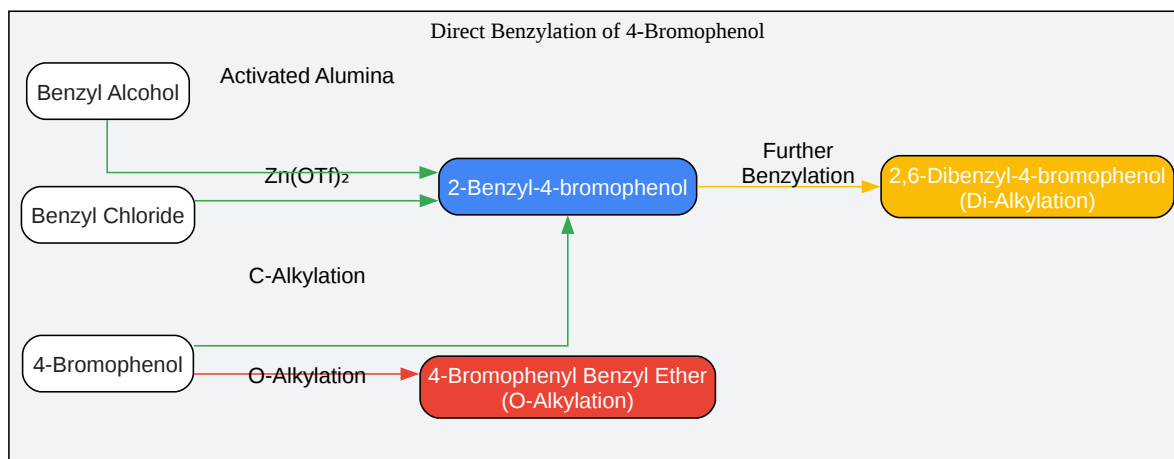 Direct Benzylation of 4-Bromophenol
Benzyl Alcohol
Activated Alumina
Zn(OTf)₂
Benzyl Chloride
2-Benzyl-4-bromophenol
Further
Benzylation
2,6-Dibenzyl-4-bromophenol
(Di-Alkylation)
C-Alkylation
4-Bromophenol
O-Alkylation
4-Bromophenyl Benzyl Ether
(O-Alkylation)